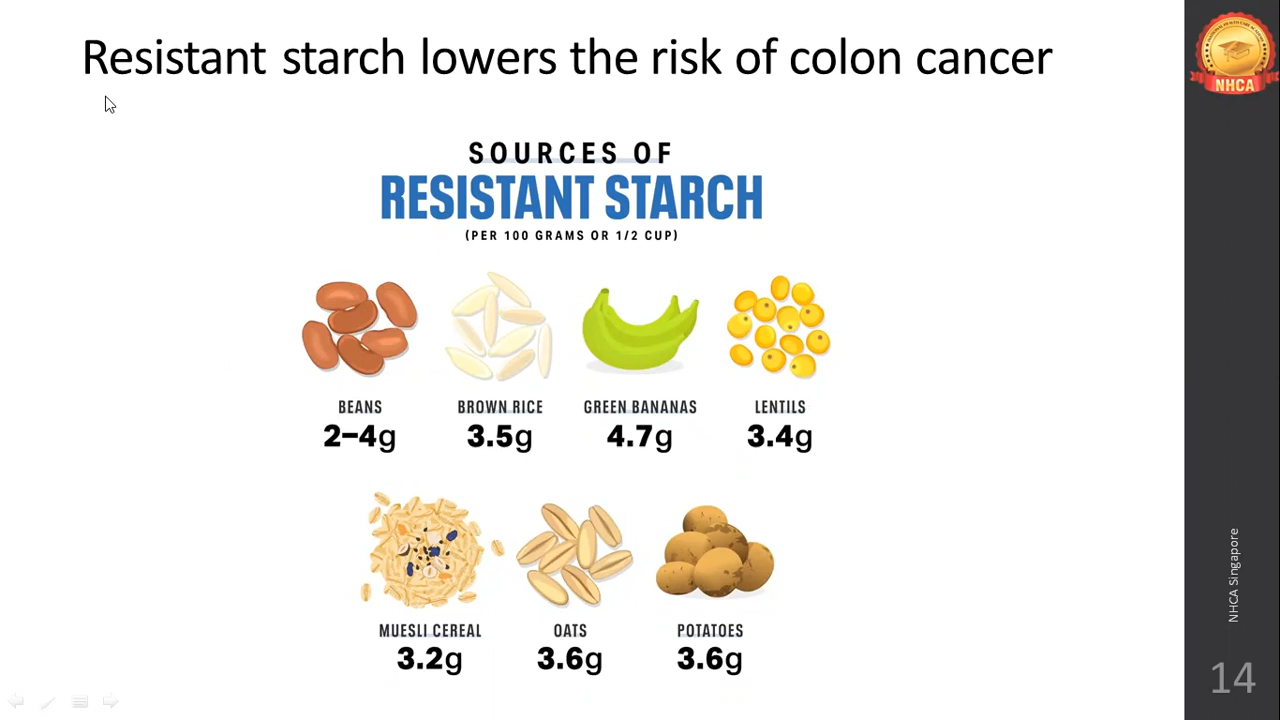 Resistant starch lowers the risk of colon cancer
NHCA
SOURCES OF
RESISTANT STARCH
(PER 100 GRAMS OR 1/2 CUP)
BEANS
2–4g
BROWN RICE
3.5g
GREEN BANANAS
4.7g
LENTILS
3.4g
MUESLI CEREAL
3.2g
OATS
3.6g
POTATOES
3.6g
NHCA Singapore
14